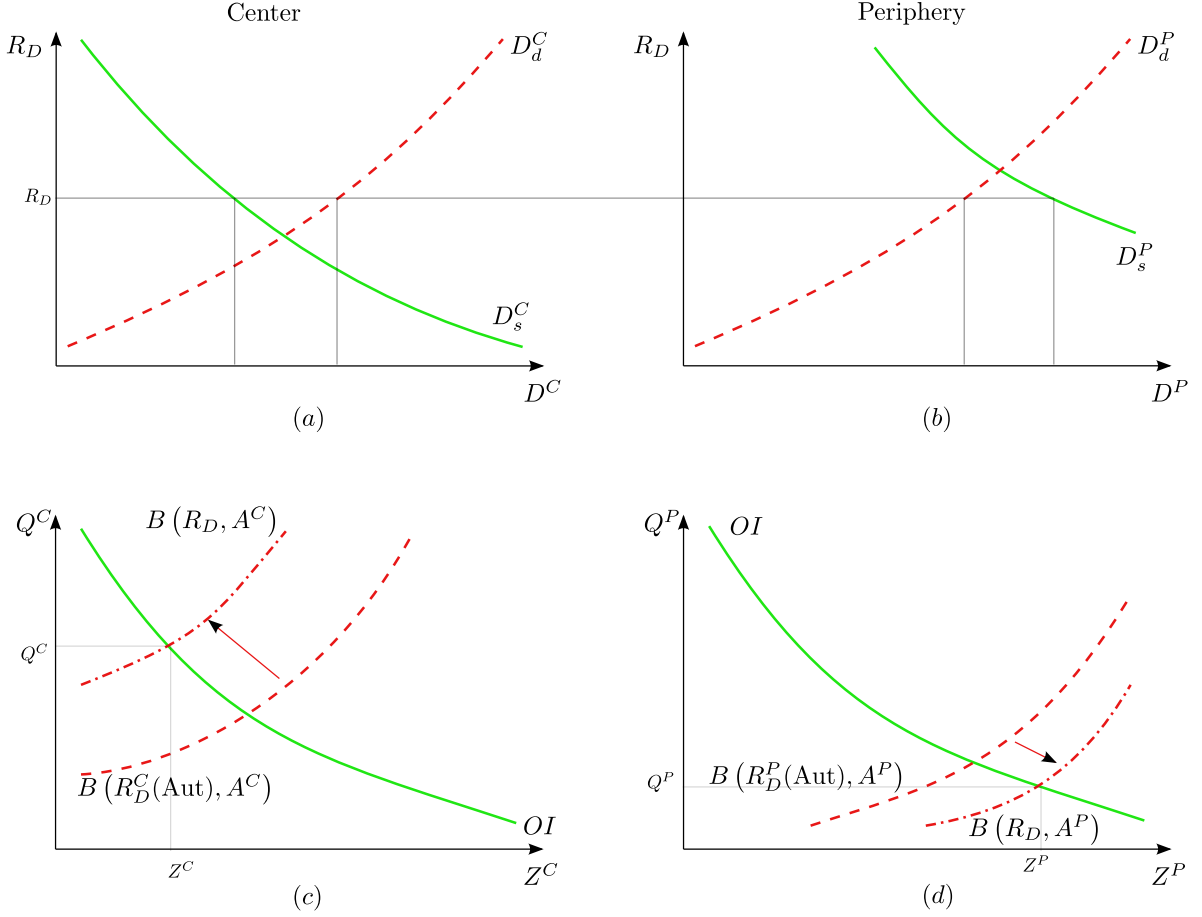 Center
R_D
D_d^C
R_D
D_s^C
D^C
(a)
Periphery
R_D
D_d^P
D_s^P
D^P
(b)
Q^C
B (R_D, A^C)
Q^C
B (R_D^C(Aut), A^C)
OI
Z^C
Z^C
(c)
Q^P
OI
Q^P
B (R_D^P(Aut), A^P)
B (R_D, A^P)
Z^P
Z^P
(d)